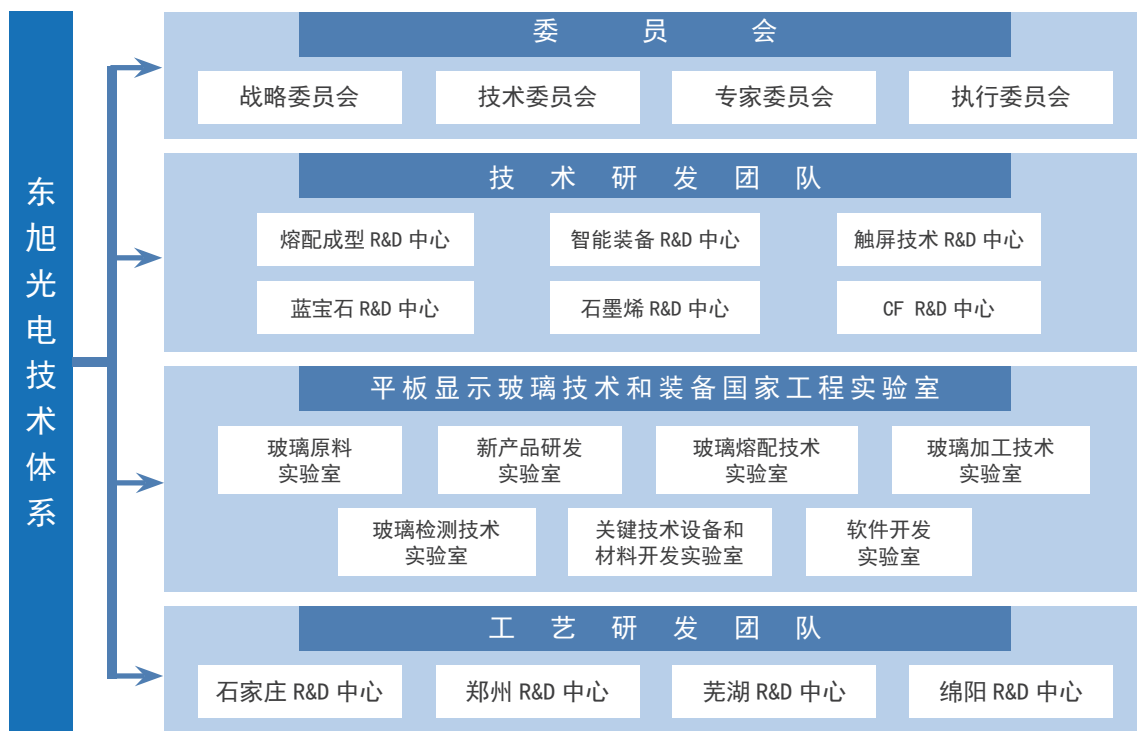 东旭光电技术体系
委员会
战略委员会
技术委员会
专家委员会
执行委员会
技术研发团队
熔配成型 R&D 中心
智能装备 R&D 中心
触屏技术 R&D 中心
蓝宝石 R&D 中心
石墨烯 R&D 中心
CF R&D 中心
平板显示玻璃技术和装备国家工程实验室
玻璃原料
实验室
新产品研发
实验室
玻璃熔配技术
实验室
玻璃加工技术
实验室
玻璃检测技术
实验室
关键技术设备和
材料开发实验室
软件开发
实验室
工艺研发团队
石家庄 R&D 中心
郑州 R&D 中心
芜湖 R&D 中心
绵阳 R&D 中心